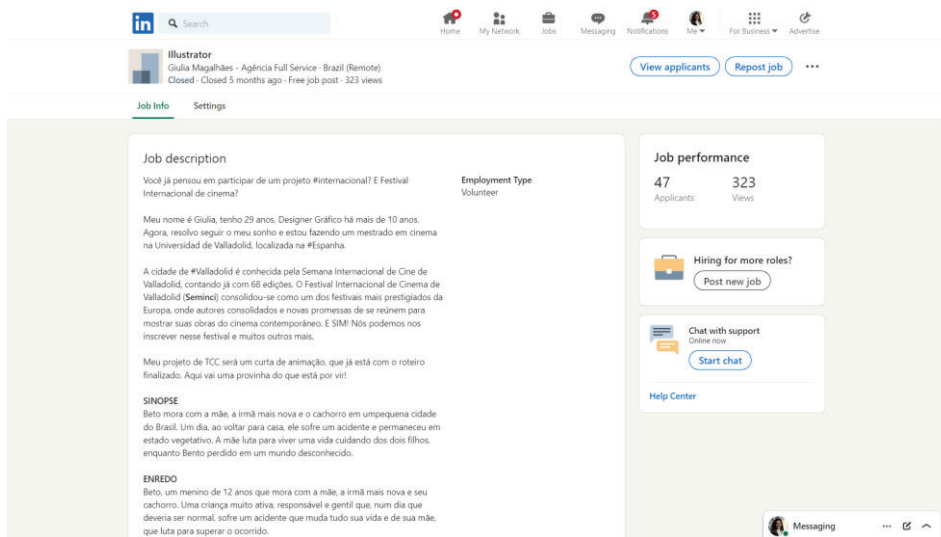 in
Search
Home
My Network
Jobs
Messaging
5
Notifications
Me
For Business
Advertise
Illustrator
Giulia Magalhães - Agência Full Service · Brazil (Remote)
Closed · Closed 5 months ago · Free job post · 323 views
View applicants
Repost job
Job Info
Settings
Job description
Você já pensou em participar de um projeto #internacional? E Festival
Internacional de cinema?
Meu nome é Giulia, tenho 29 anos, Designer Gráfico há mais de 10 anos.
Agora, resolvo seguir o meu sonho e estou fazendo um mestrado em cinema
na Universidad de Valladolid, localizada na #Espanha.
A cidade de #Valladolid é conhecida pela Semana Internacional de Cine de
Valladolid, contando já com 68 edições. O Festival Internacional de Cinema de
Valladolid (Seminci) consolidou-se como um dos festivais mais prestigiados da
Europa, onde autores consolidados e novas promessas de se reúnem para
mostrar suas obras do cinema contemporâneo. E SIM! Nós podemos nos
inscrever nesse festival e muitos outros mais.
Meu projeto de TCC será um curta de animação, que já está com o roteiro
finalizado. Aqui vai uma provinha do que está por vir!
SINOPSE
Beto mora com a mãe, a irmã mais nova e o cachorro em umpequena cidade
do Brasil. Um dia, ao voltar para casa, ele sofre um acidente e permaneceu em
estado vegetativo. A mãe luta para viver uma vida cuidando dos dois filhos,
enquanto Bento perdido em um mundo desconhecido.
ENREDO
Beto, um menino de 12 anos que mora com a mãe, a irmã mais nova e seu
cachorro. Uma criança muito ativa, responsável e gentil que, num dia que
deveria ser normal, sofre um acidente que muda tudo sua vida e de sua mãe,
que luta para superar o ocorrido.
Employment Type
Volunteer
Job performance
47
Applicants
323
Views
Hiring for more roles?
Post new job
Chat with support
Online now
Start chat
Help Center
Messaging